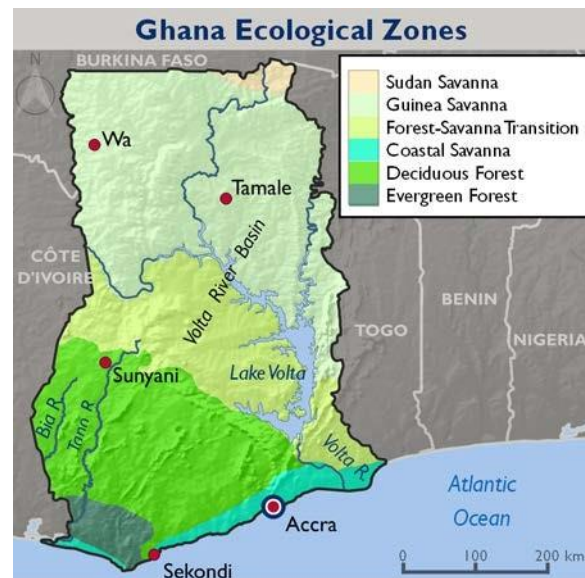 Ghana Ecological Zones
BURKINA FASO
Sudan Savanna
Guinea Savanna
Forest-Savanna Transition
Coastal Savanna
Deciduous Forest
Evergreen Forest
Wa
Tamale
Volta River Basin
CÔTE
D'IVOIRE
TOGO
BENIN
NIGERIA
Sunyani
Lake Volta
Bia R
Tano R
Volta R.
Accra
Sekondi
Atlantic
Ocean
0 100 200 km